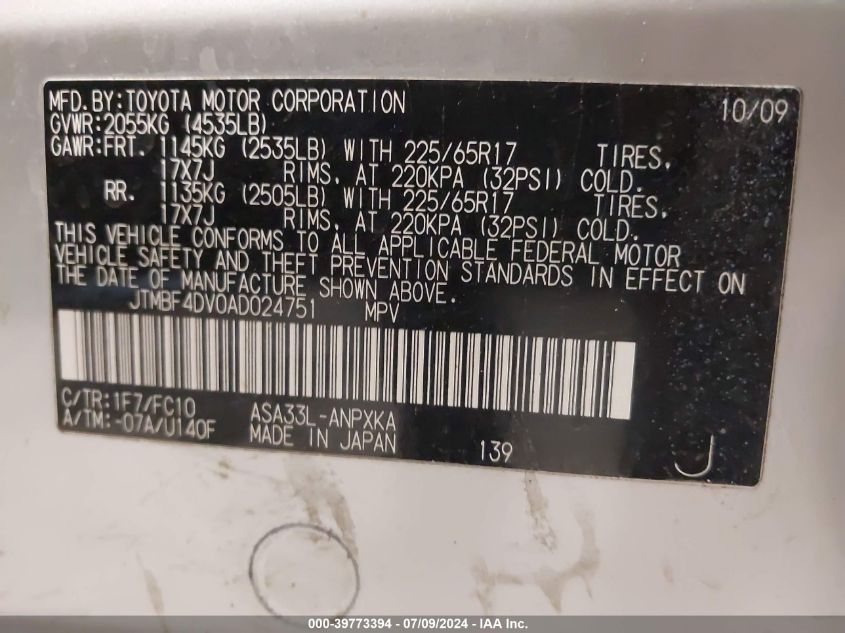 MFD.BY:TOYOTA MOTOR CORPORATION 10/09
GVWR:2055KG (4535LB)
GAWR:FRT. 1145KG (2535LB) WITH 225/65R17 TIRES,
17X7J RIMS, AT 220KPA (32PSI) COLD.
RR. 1135KG (2505LB) WITH 225/65R17 TIRES,
17X7J RIMS, AT 220KPA (32PSI) COLD.
THIS VEHICLE CONFORMS TO ALL APPLICABLE FEDERAL MOTOR
VEHICLE SAFETY AND THEFT PREVENTION STANDARDS IN EFFECT ON
THE DATE OF MANUFACTURE SHOWN ABOVE.
JTMBF4DV0AD024751 MPV
C/TR:1F7/FC10 ASA33L-ANPXKA
A/TM:-07A/U140F MADE IN JAPAN 139 J
000-39773394 | 07/09/2024 | IAAI.COM